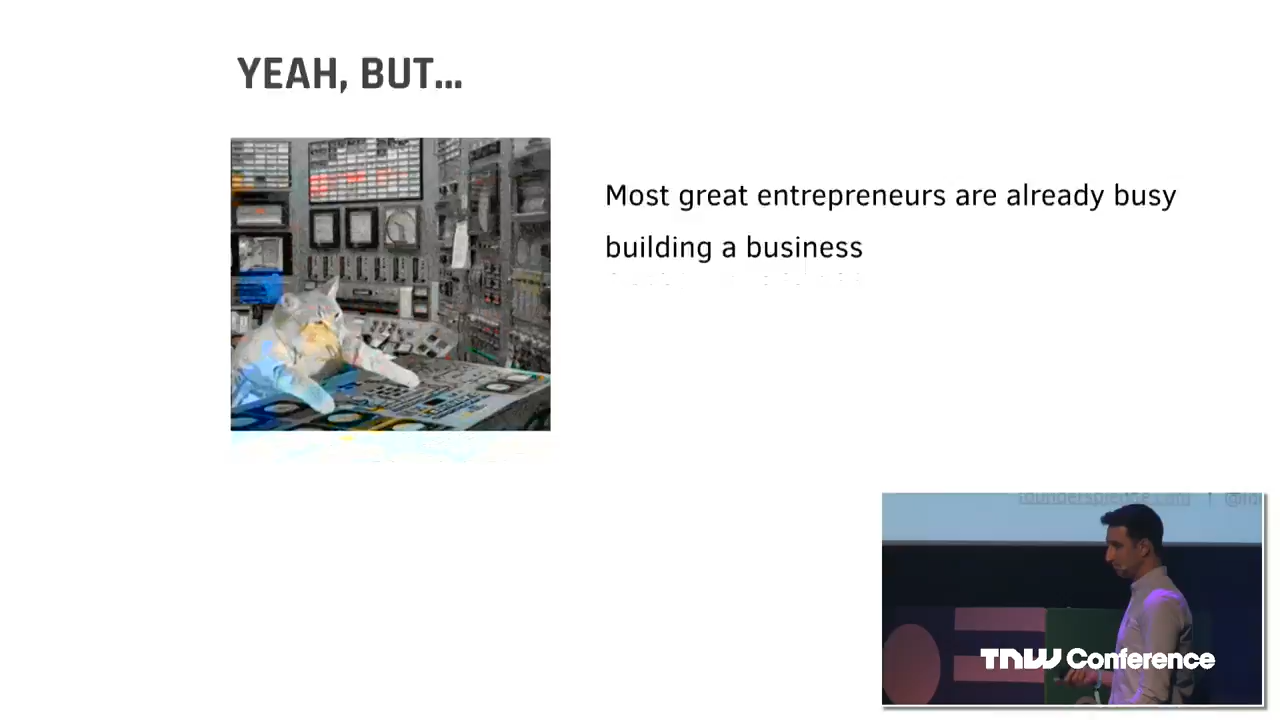 YEAH, BUT...
Most great entrepreneurs are already busy
building a business
TNW Conference